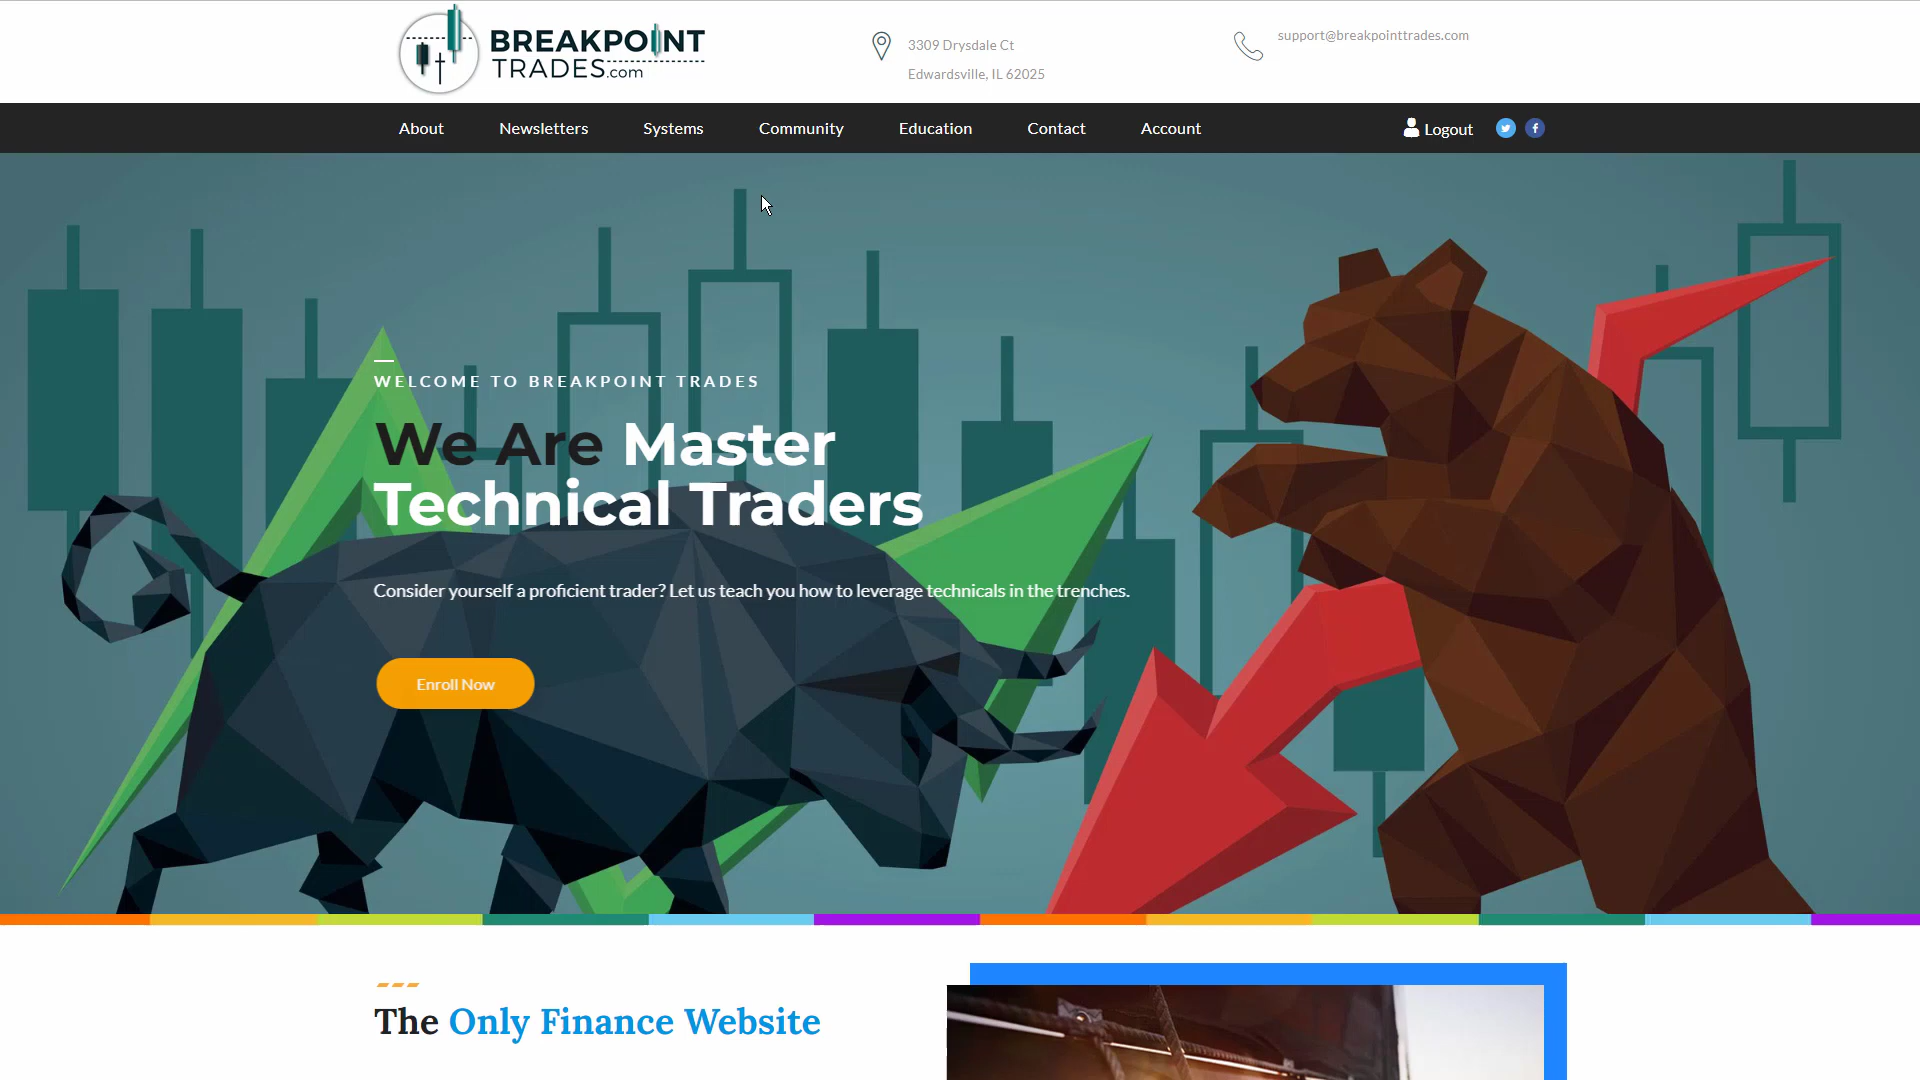 BREAKPOINT
TRADES.com
3309 Drysdale Ct
Edwardsville, IL 62025
support@breakpointtrades.com
About
Newsletters
Systems
Community
Education
Contact
Account
Logout
WELCOME TO BREAKPOINT TRADES
We Are Master
Technical Traders
Consider yourself a proficient trader? Let us teach you how to leverage technicals in the trenches.
Enroll Now
The Only Finance Website